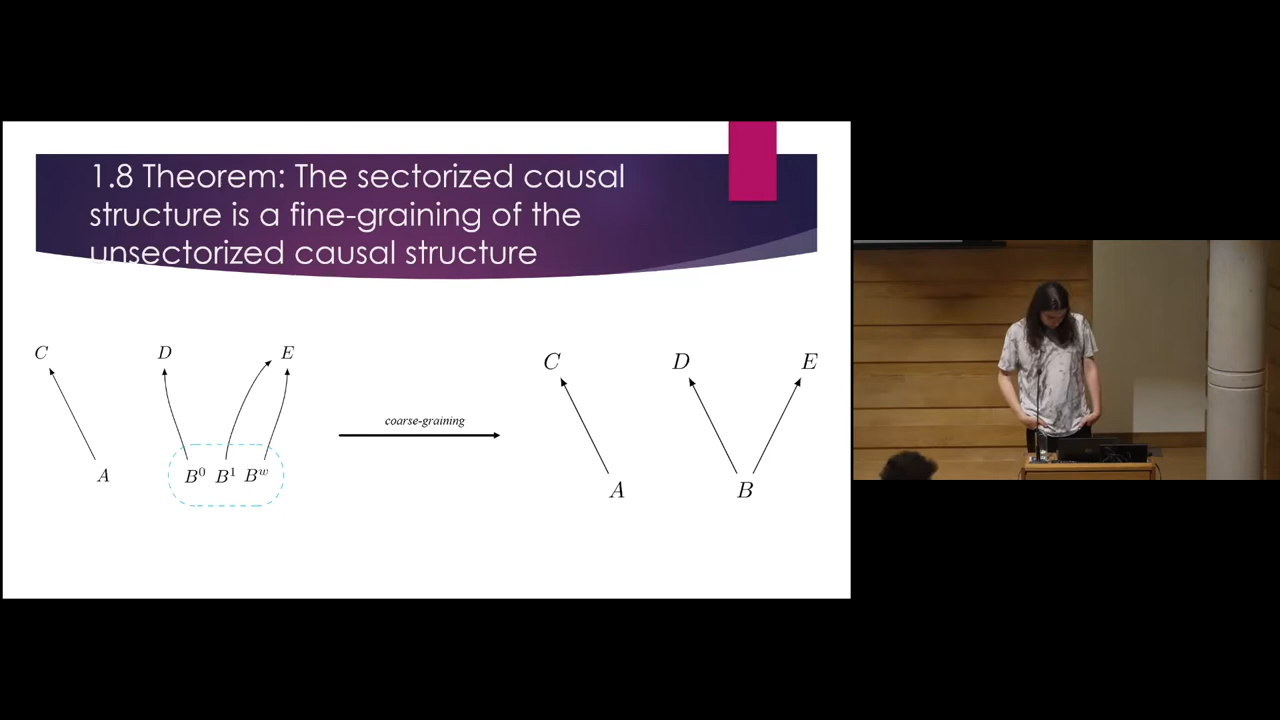 1.8 Theorem: The sectorized causal
structure is a fine-graining of the
unsectorized causal structure
C D E
coarse-graining
A B⁰ B¹ Bʷ
C D E
A B